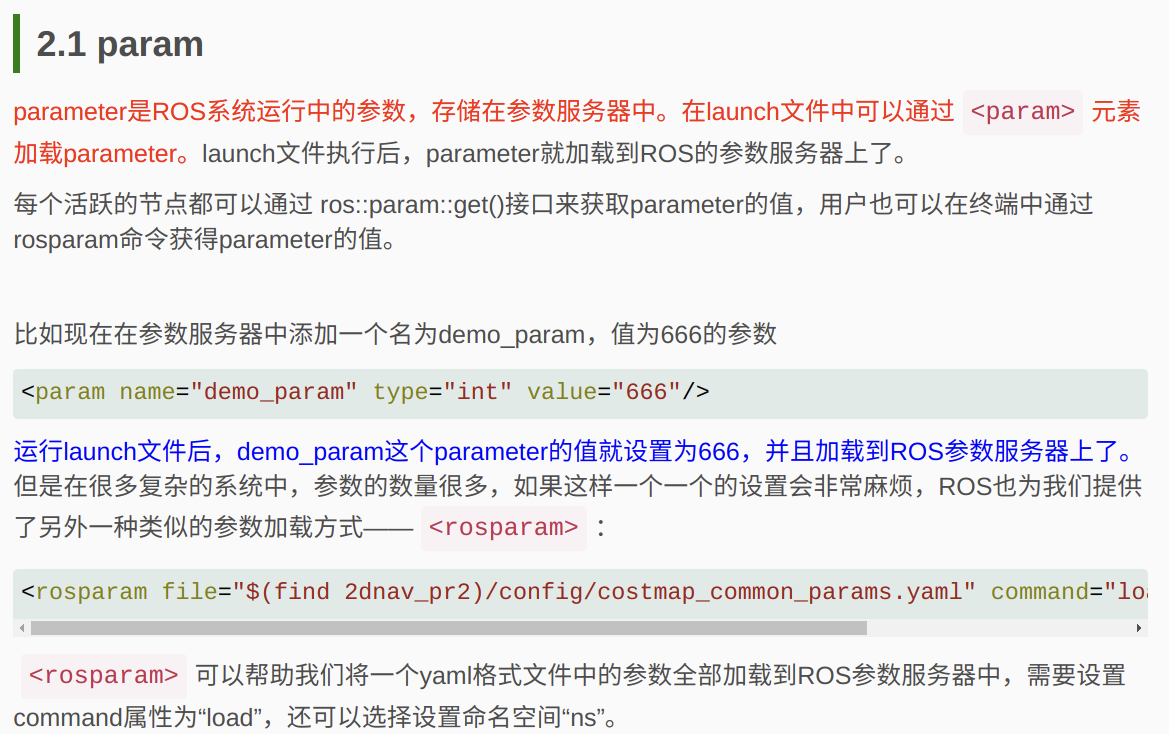 2.1 param
parameter是ROS系统运行中的参数，存储在参数服务器中。在launch文件中可以通过 <param> 元素
加载parameter。launch文件执行后，parameter就加载到ROS的参数服务器上了。
每个活跃的节点都可以通过 ros::param::get()接口来获取parameter的值，用户也可以在终端中通过
rosparam命令获得parameter的值。
比如现在在参数服务器中添加一个名为demo_param，值为666的参数
<param name="demo_param" type="int" value="666"/>
运行launch文件后，demo_param这个parameter的值就设置为666，并且加载到ROS参数服务器上了。
但是在很多复杂的系统中，参数的数量很多，如果这样一个一个的设置会非常麻烦，ROS也为我们提供
了另外一种类似的参数加载方式—— <rosparam> ：
<rosparam file="$(find 2dnav_pr2)/config/costmap_common_params.yaml" command="lo
<rosparam> 可以帮助我们将一个yaml格式文件中的参数全部加载到ROS参数服务器中，需要设置
command属性为“load”，还可以选择设置命名空间“ns”。